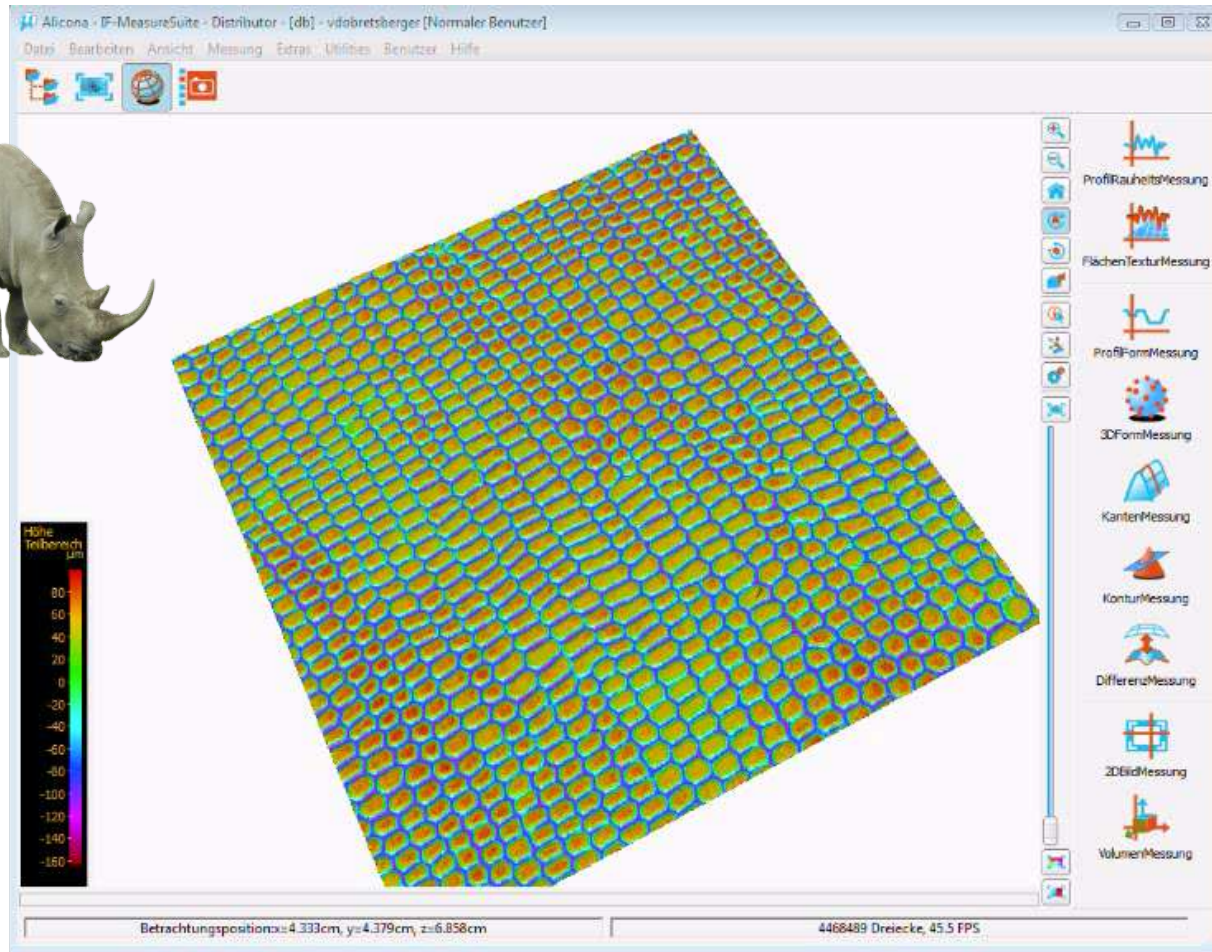 Alicona - IF-MeasureSuite - Distributor - [db] - vdobretsberger [Normaler Benutzer]
Datei Bearbeiten Ansicht Messung Extras Utilities Benutzer Hilfe
ProfilRauheitsMessung
FlächenTexturMessung
ProfilFormMessung
3DFormMessung
KantenMessung
KonturMessung
DifferenzMessung
2DBildMessung
VolumenMessung
Höhe
Teilbereich
µm
80
60
40
20
0
-20
-40
-60
-80
-100
-120
-140
-160
Betrachtungsposition:x=4.333cm, y=4.379cm, z=6.858cm
4468489 Dreiecke, 45.5 FPS